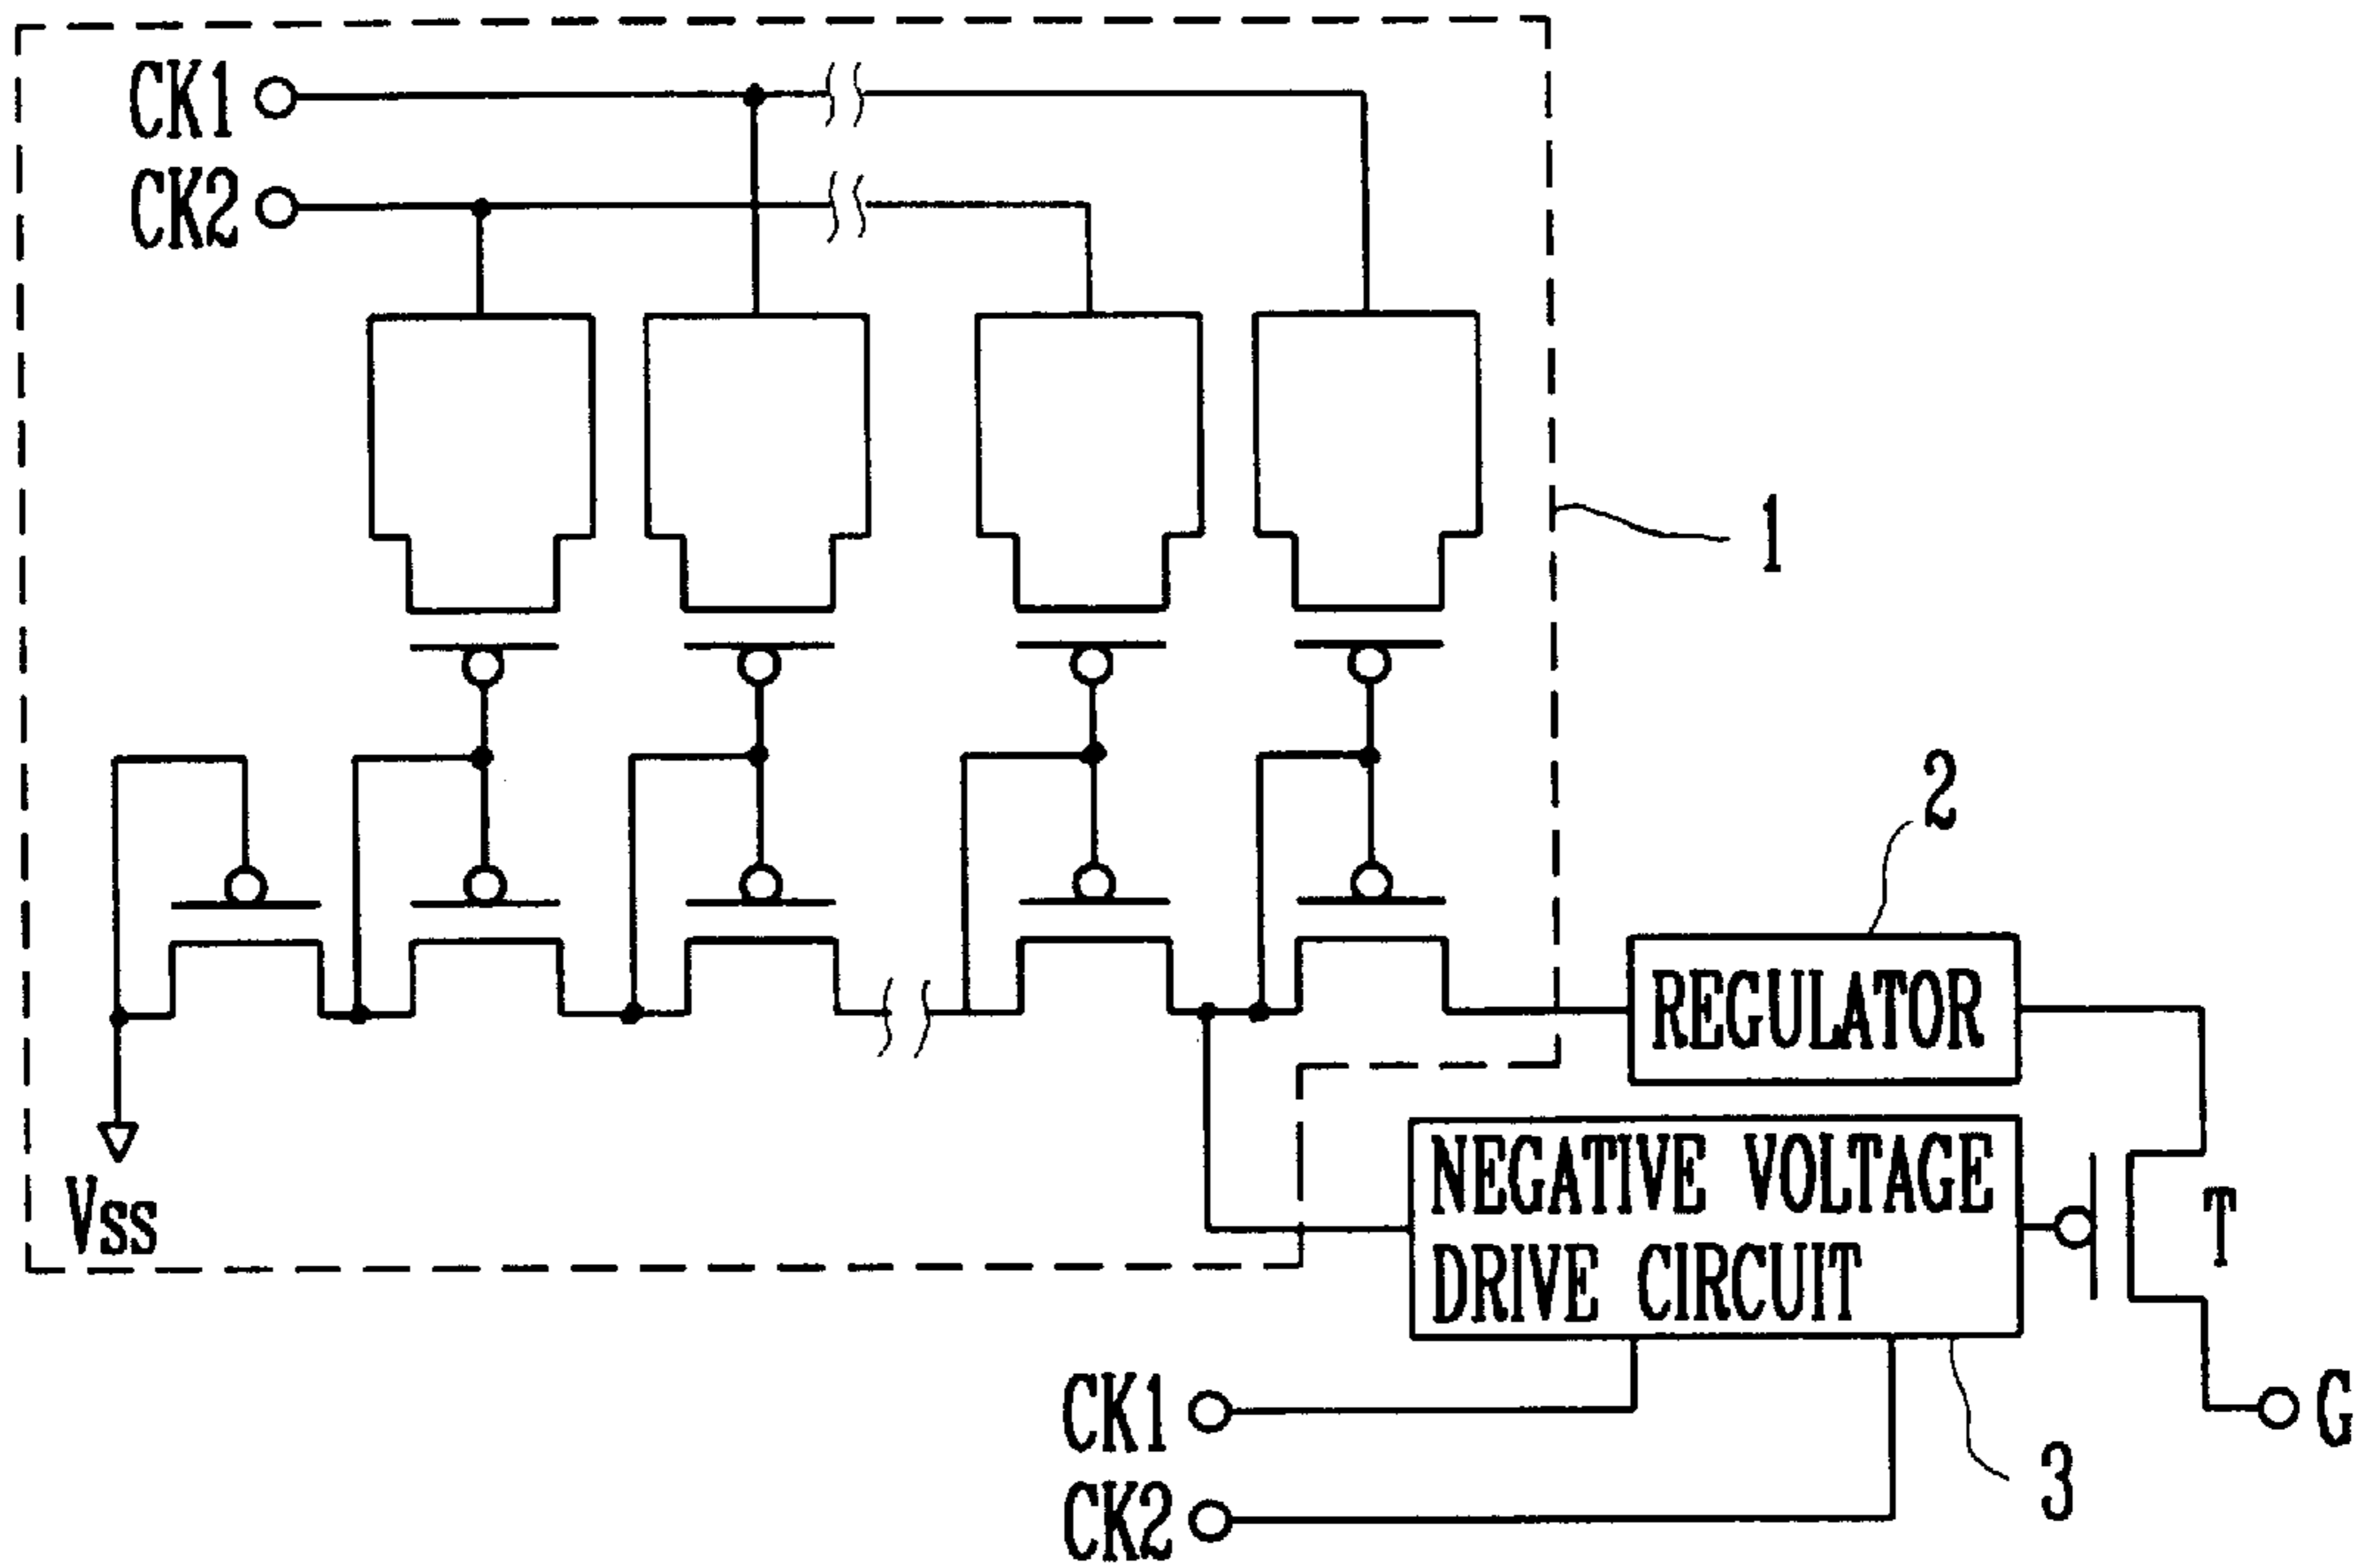 CK1
CK2
1
2
REGULATOR
NEGATIVE VOLTAGE
DRIVE CIRCUIT
T
VSS
CK1
G
3
CK2